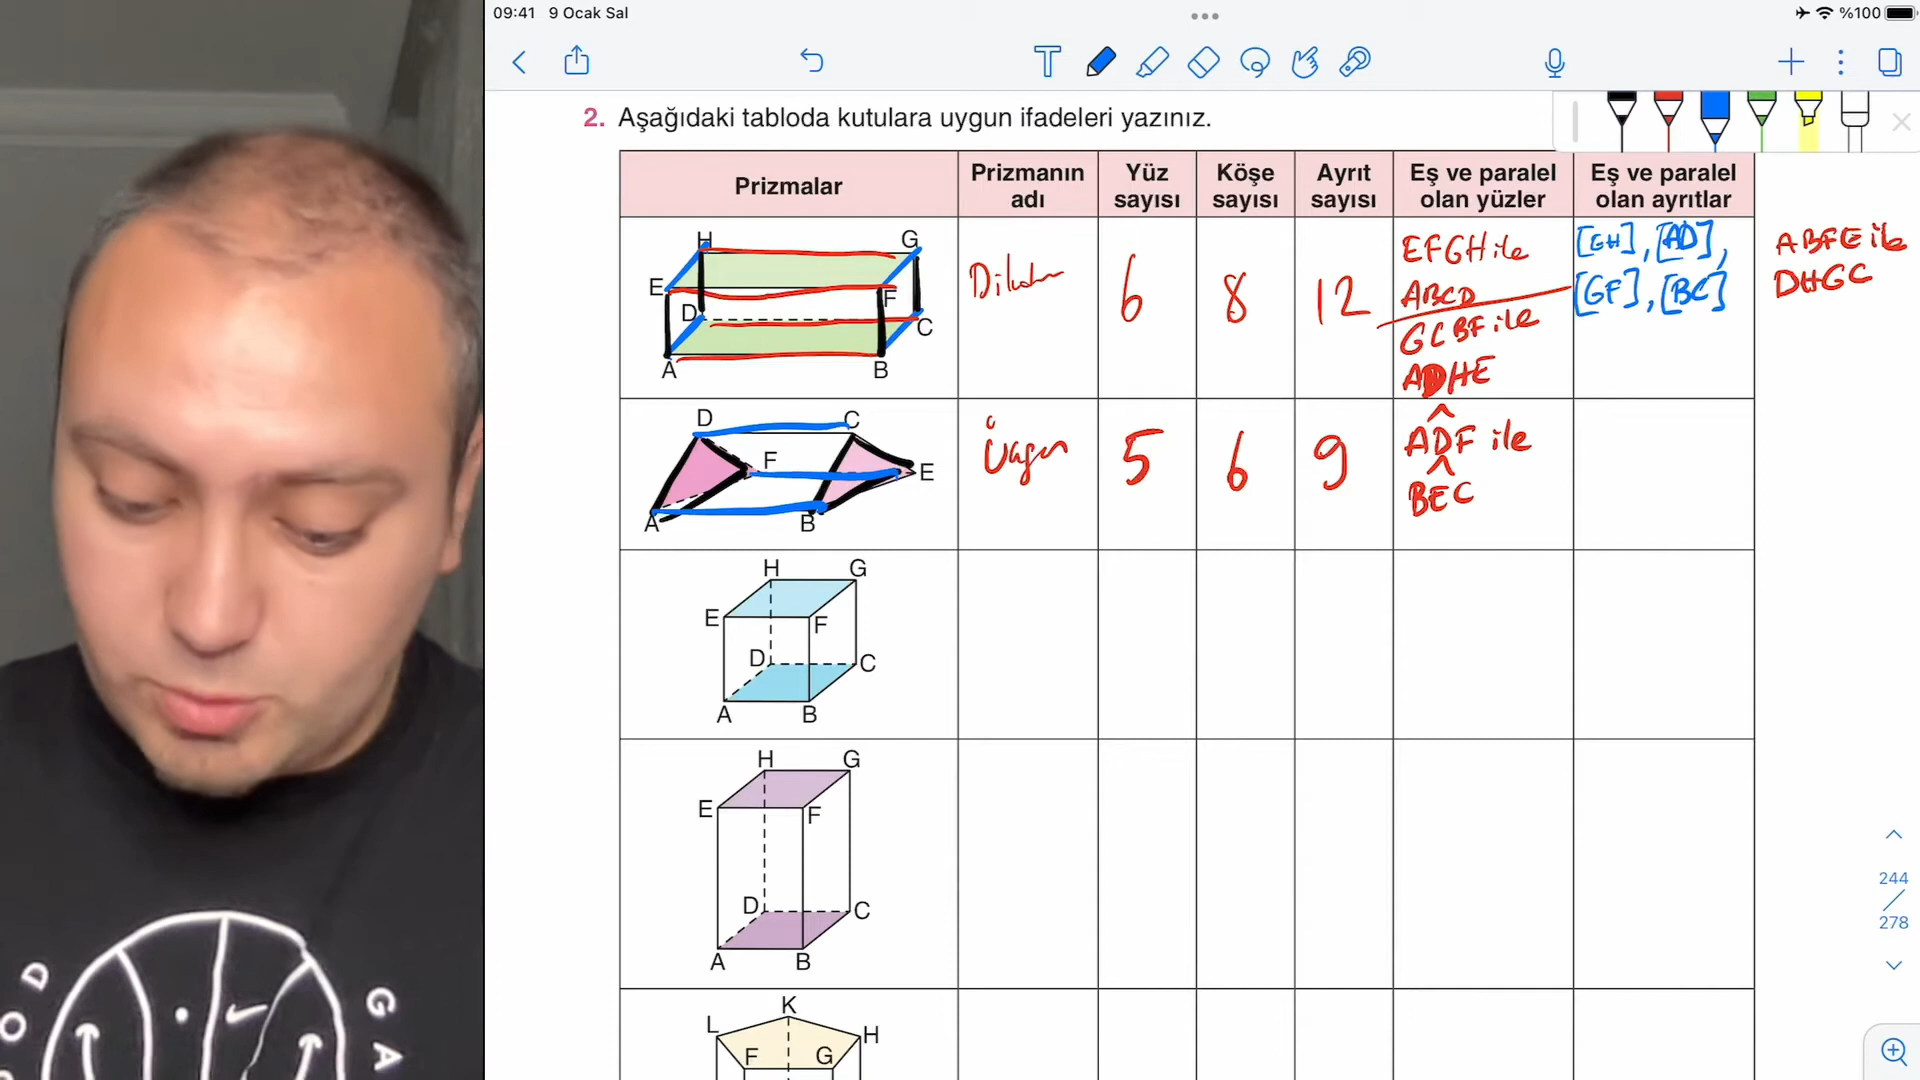 09:41 9 Ocak Sal
%100
2. Aşağıdaki tabloda kutulara uygun ifadeleri yazınız.
Prizmalar
Prizmanın adı
Yüz sayısı
Köşe sayısı
Ayrıt sayısı
Eş ve paralel olan yüzler
Eş ve paralel olan ayrıtlar
H G
E F
D C
A B
6
8
12
EFGH ile
ABCD
GCBF ile
ADHE
[EH], [AD],
[GF], [BC]
ABFE ile
DHGC
D C
F E
A B
Üçgen
5
6
9
ADF ile
BEC
H G
E F
D C
A B
H G
E F
D C
A B
K
L H
F G
244
278
D
O
G
A